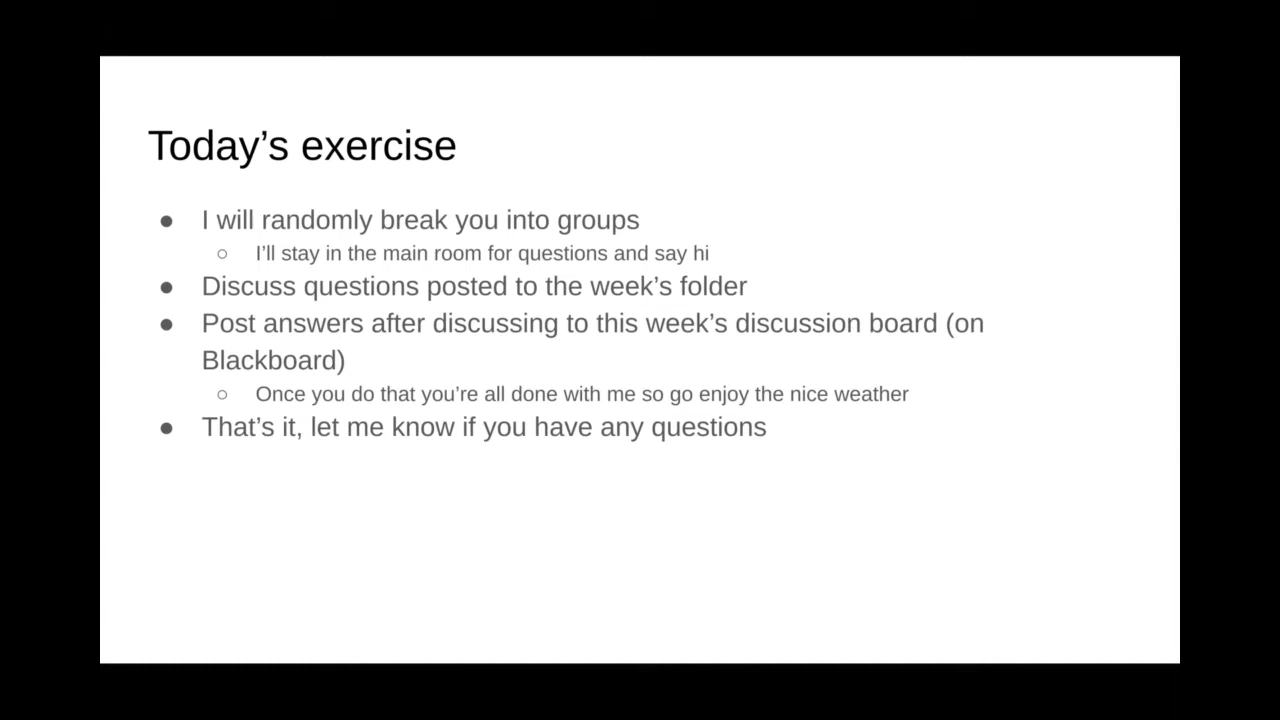 Today’s exercise
● I will randomly break you into groups
○ I’ll stay in the main room for questions and say hi
● Discuss questions posted to the week’s folder
● Post answers after discussing to this week’s discussion board (on
Blackboard)
○ Once you do that you’re all done with me so go enjoy the nice weather
● That’s it, let me know if you have any questions